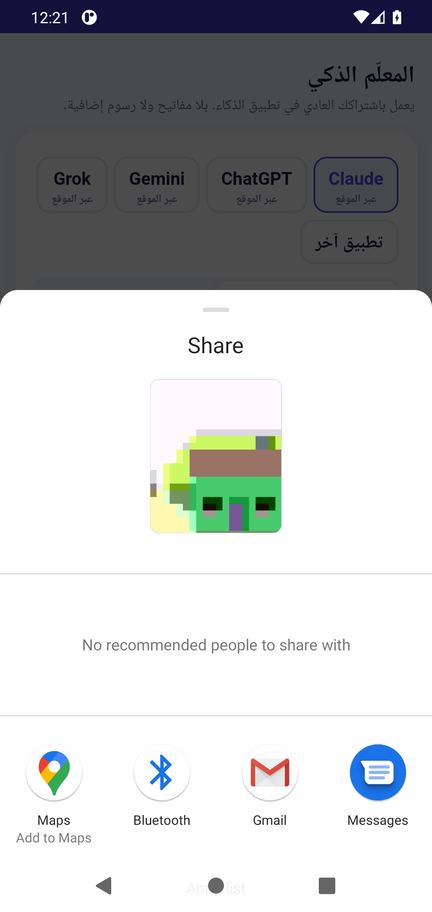 12:21
المعلّم الذكي
يعمل باشتراكك العادي في تطبيق الذكاء. بلا مفاتيح ولا رسوم إضافية.
Claude
عبر الموقع
ChatGPT
عبر الموقع
Gemini
عبر الموقع
Grok
عبر الموقع
تطبيق آخر
Share
No recommended people to share with
Maps
Add to Maps
Bluetooth
Gmail
Messages